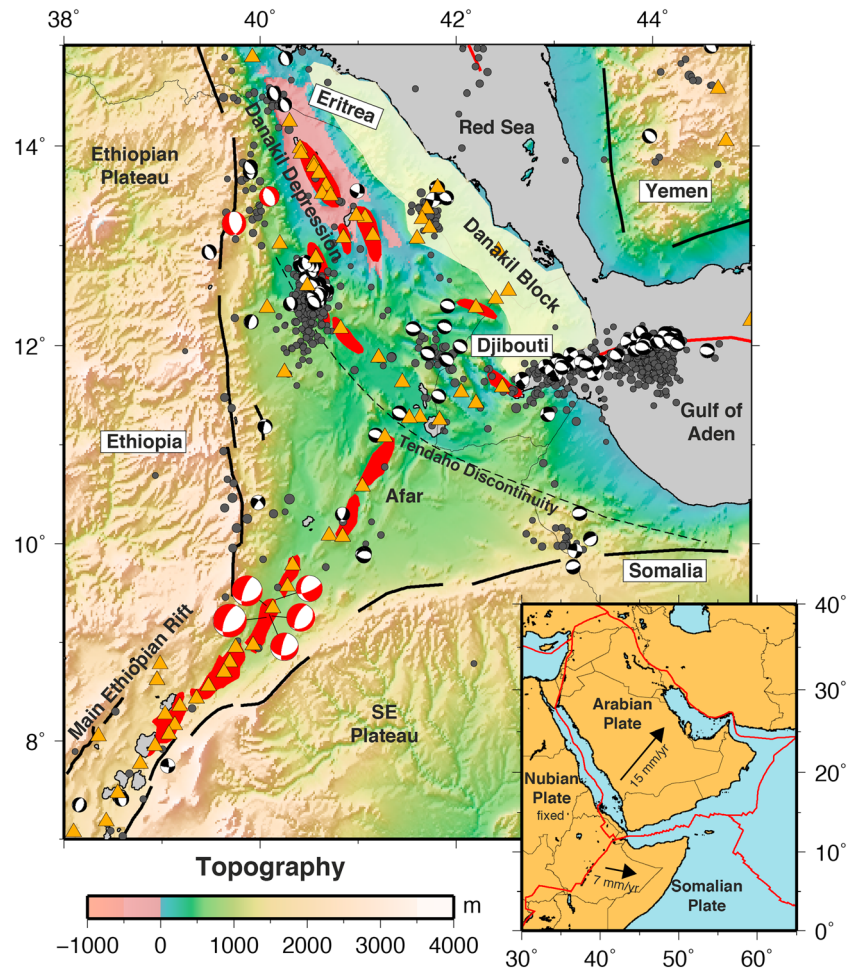 38° 42 40° 42° 44°
14°
12°
10°
8°
Eritrea
Red Sea
Ethiopian
Plateau
Danakil Depression
Yemen
Danakil Block
Djibouti
Gulf of
Aden
Ethiopia
Tendaho Discontinuity
Afar
Somalia
Main Ethiopian Rift
SE
Plateau
40°
30°
20°
10°
0°
Arabian
Plate
15 mm/yr
Nubian
Plate
fixed
7 mm/yr
Somalian
Plate
30 40° 50° 60°
Topography
m
−1000 0 1000 2000 3000 4000